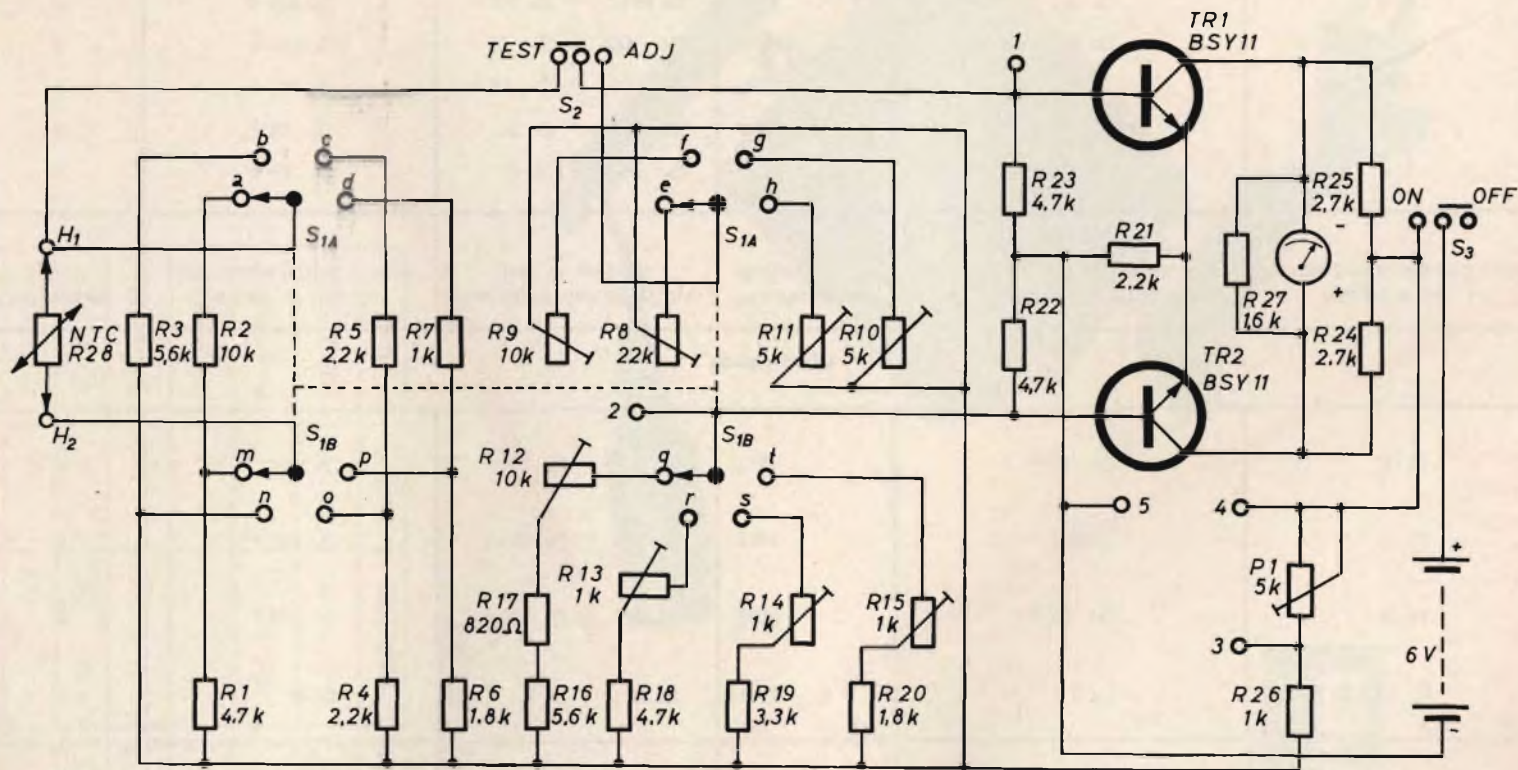 TR1
BSY11
TEST
ADJ
S2
1
b
c
a
d
S1A
f
g
e
h
S1A
H1
NTC
R28
H2
R3
5,6k
R2
10k
R5
2,2k
R7
1k
R9
10k
R8
22k
R11
5k
R10
5k
R23
4,7k
R21
2.2k
R22
4,7k
R25
2,7k
ON
OFF
S3
-
+
R27
1,6k
R24
2.7k
TR2
BSY11
2
S1B
m
p
n
o
S1B
q
t
r
s
R12
10k
5
4
R17
820Ω
R13
1k
R14
1k
R15
1k
P1
5k
3
+
6V
-
R1
4.7k
R4
2,2k
R6
1.8k
R16
5,6k
R18
4.7k
R19
3,3k
R20
1,8k
R26
1k